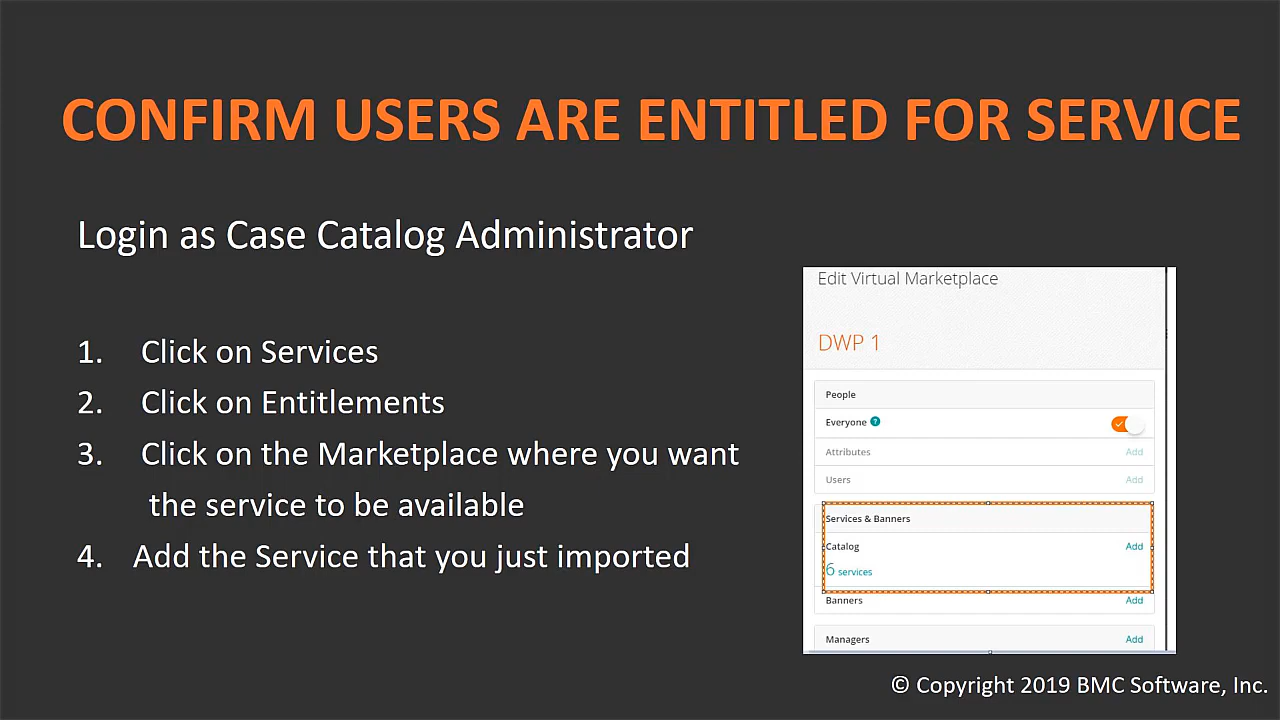 CONFIRM USERS ARE ENTITLED FOR SERVICE
Login as Case Catalog Administrator
1. Click on Services
2. Click on Entitlements
3. Click on the Marketplace where you want
the service to be available
4. Add the Service that you just imported
Edit Virtual Marketplace
DWP 1
People
Everyone ?
Attributes Add
Users Add
Services & Banners
Catalog Add
6 services
Banners Add
Managers Add
© Copyright 2019 BMC Software, Inc.